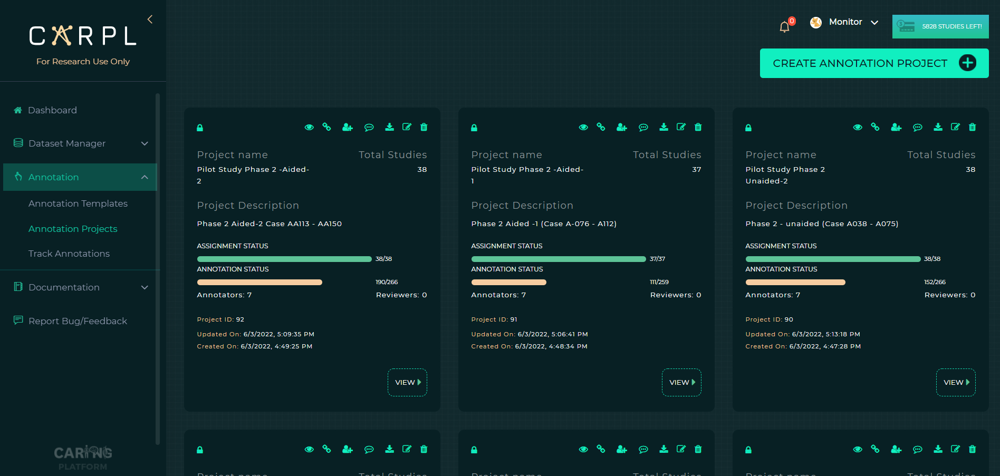 CARPL
For Research Use Only
Dashboard
Dataset Manager
Annotation
Annotation Templates
Annotation Projects
Track Annotations
Documentation
Report Bug/Feedback
CARING
PLATFORM
0
Monitor
3
5828 STUDIES LEFT!
CREATE ANNOTATION PROJECT
Project name
Total Studies
Pilot Study Phase 2 -Aided-
38
2
Project Description
Phase 2 Aided-2 Case AA113 - AA150
ASSIGNMENT STATUS
38/38
ANNOTATION STATUS
190/266
Annotators: 7
Reviewers: 0
Project ID: 92
Updated On: 6/3/2022, 5:09:35 PM
Created On: 6/3/2022, 4:49:25 PM
VIEW
Project name
Total Studies
Pilot Study Phase 2 -Aided-
37
1
Project Description
Phase 2 Aided -1 (Case A-076 - A112)
ASSIGNMENT STATUS
37/37
ANNOTATION STATUS
111/259
Annotators: 7
Reviewers: 0
Project ID: 91
Updated On: 6/3/2022, 5:06:41 PM
Created On: 6/3/2022, 4:48:34 PM
VIEW
Project name
Total Studies
Pilot Study Phase 2
38
Unaided-2
Project Description
Phase 2 - unaided (Case A038 - A075)
ASSIGNMENT STATUS
38/38
ANNOTATION STATUS
152/266
Annotators: 7
Reviewers: 0
Project ID: 90
Updated On: 6/3/2022, 5:13:18 PM
Created On: 6/3/2022, 4:47:28 PM
VIEW
Project name
Total Studies
Project name
Total Studies
Project name
Total Studies